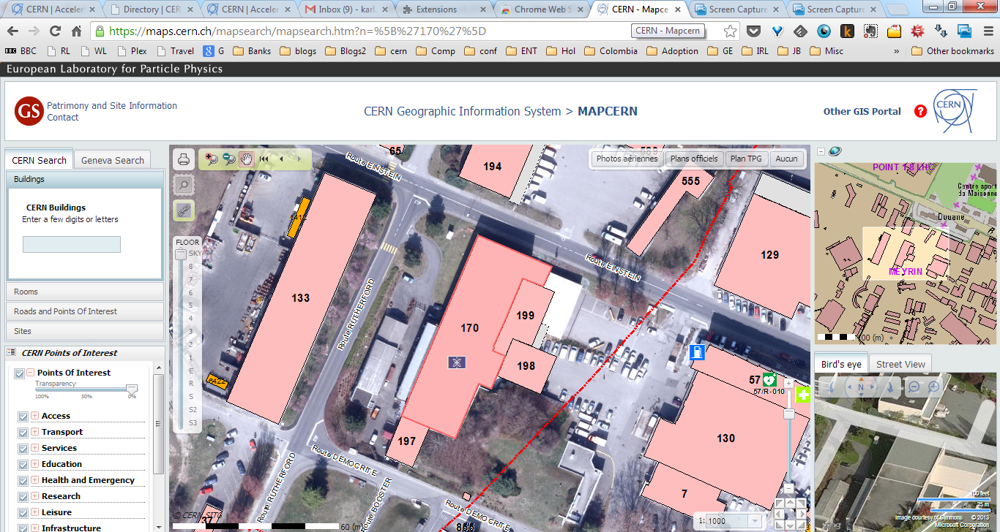 CERN | Acceler
Directory | CER
CERN | Acceler
CERN | Acceler
Inbox (9) - karl.
Extensions
Chrome Web S
CERN - Mapce
Screen Capture
Screen Capture
https://maps.cern.ch/mapsearch/mapsearch.htm?n=%5B%27170%27%5D
CERN - Mapcern
BBC RL WL Plex Travel G Banks blogs Blogs2 cern Comp conf ENT Hol Colombia Adoption GE IRL JB Misc » Other bookmarks
European Laboratory for Particle Physics
GS
Patrimony and Site Information
Contact
CERN Geographic Information System > MAPCERN
Other GIS Portal
?
CERN
CERN Search
Geneva Search
Buildings
CERN Buildings
Enter a few digits or letters
Rooms
Roads and Points Of Interest
Sites
CERN Points of Interest
Points Of Interest
Transparency
100% 50% 0%
Access
Transport
Services
Education
Health and Emergency
Research
Leisure
Infrastructure
FLOOR
SKY
8
7
6
5
4
3
2
1
E
R
S
S2
S3
Photos aériennes
Plans officiels
Plan TPG
Aucun
65
Route EINSTEIN
194
555
129
Route EINSTEIN
133
Route RUTHERFORD
170
199
198
197
57
57/R-010
130
7
Route DEMOCRITE
Route RUTHERFORD
Route BOOSTER
Route DEMOCRITE
© CERN, SITG
60 (m)
1: 1000
POINT 1.8 LHC
Centre sport
de Maisonne
Douane
MEYRIN
100 (m)
Bird's eye
Street View
N
100 feet
25 m
Image courtesy of Simmons © 2013
Microsoft Corporation